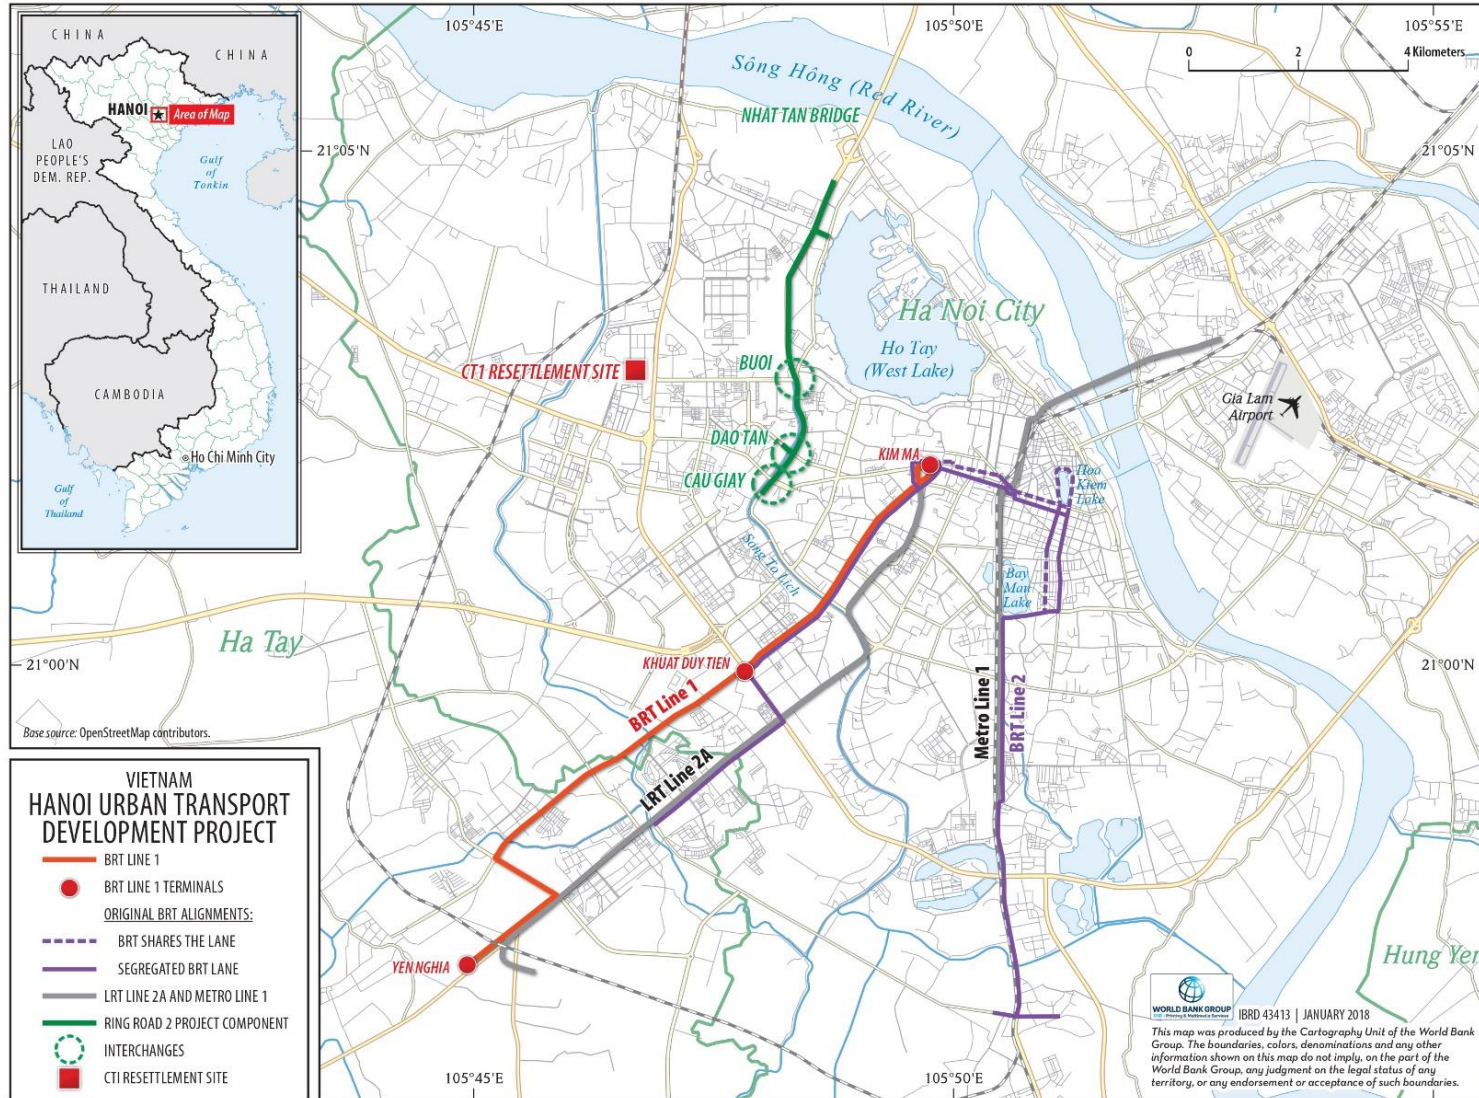 CHINA
CHINA
HANOI
Area of Map
LAO
PEOPLE'S
DEM. REP.
Gulf
of
Tonkin
THAILAND
CAMBODIA
Ho Chi Minh City
Gulf
of
Thailand
105°45'E
105°50'E
105°55'E
0 2 4 Kilometers
Sông Hông (Red River)
NHAT TAN BRIDGE
21°05'N
21°05'N
Ha Noi City
Ho Tay
(West Lake)
BUOI
CT1 RESETTLEMENT SITE
Gia Lam
Airport
DAO TAN
KIM MA
CAU GIAY
Hoa
Kiem
Lake
Song To Lich
Bay
Mau
Lake
Ha Tay
21°00'N
21°00'N
KHUAT DUY TIEN
BRT Line 1
Metro Line 1
BRT Line 2
LRT Line 2A
Base source: OpenStreetMap contributors.
YEN NGHIA
Hung Yen
VIETNAM
HANOI URBAN TRANSPORT
DEVELOPMENT PROJECT
BRT LINE 1
BRT LINE 1 TERMINALS
ORIGINAL BRT ALIGNMENTS:
BRT SHARES THE LANE
SEGREGATED BRT LANE
LRT LINE 2A AND METRO LINE 1
RING ROAD 2 PROJECT COMPONENT
INTERCHANGES
CT1 RESETTLEMENT SITE
105°45'E
105°50'E
WORLD BANK GROUP
IBRD 43413 | JANUARY 2018
This map was produced by the Cartography Unit of the World Bank
Group. The boundaries, colors, denominations and any other
information shown on this map do not imply, on the part of the
World Bank Group, any judgment on the legal status of any
territory, or any endorsement or acceptance of such boundaries.